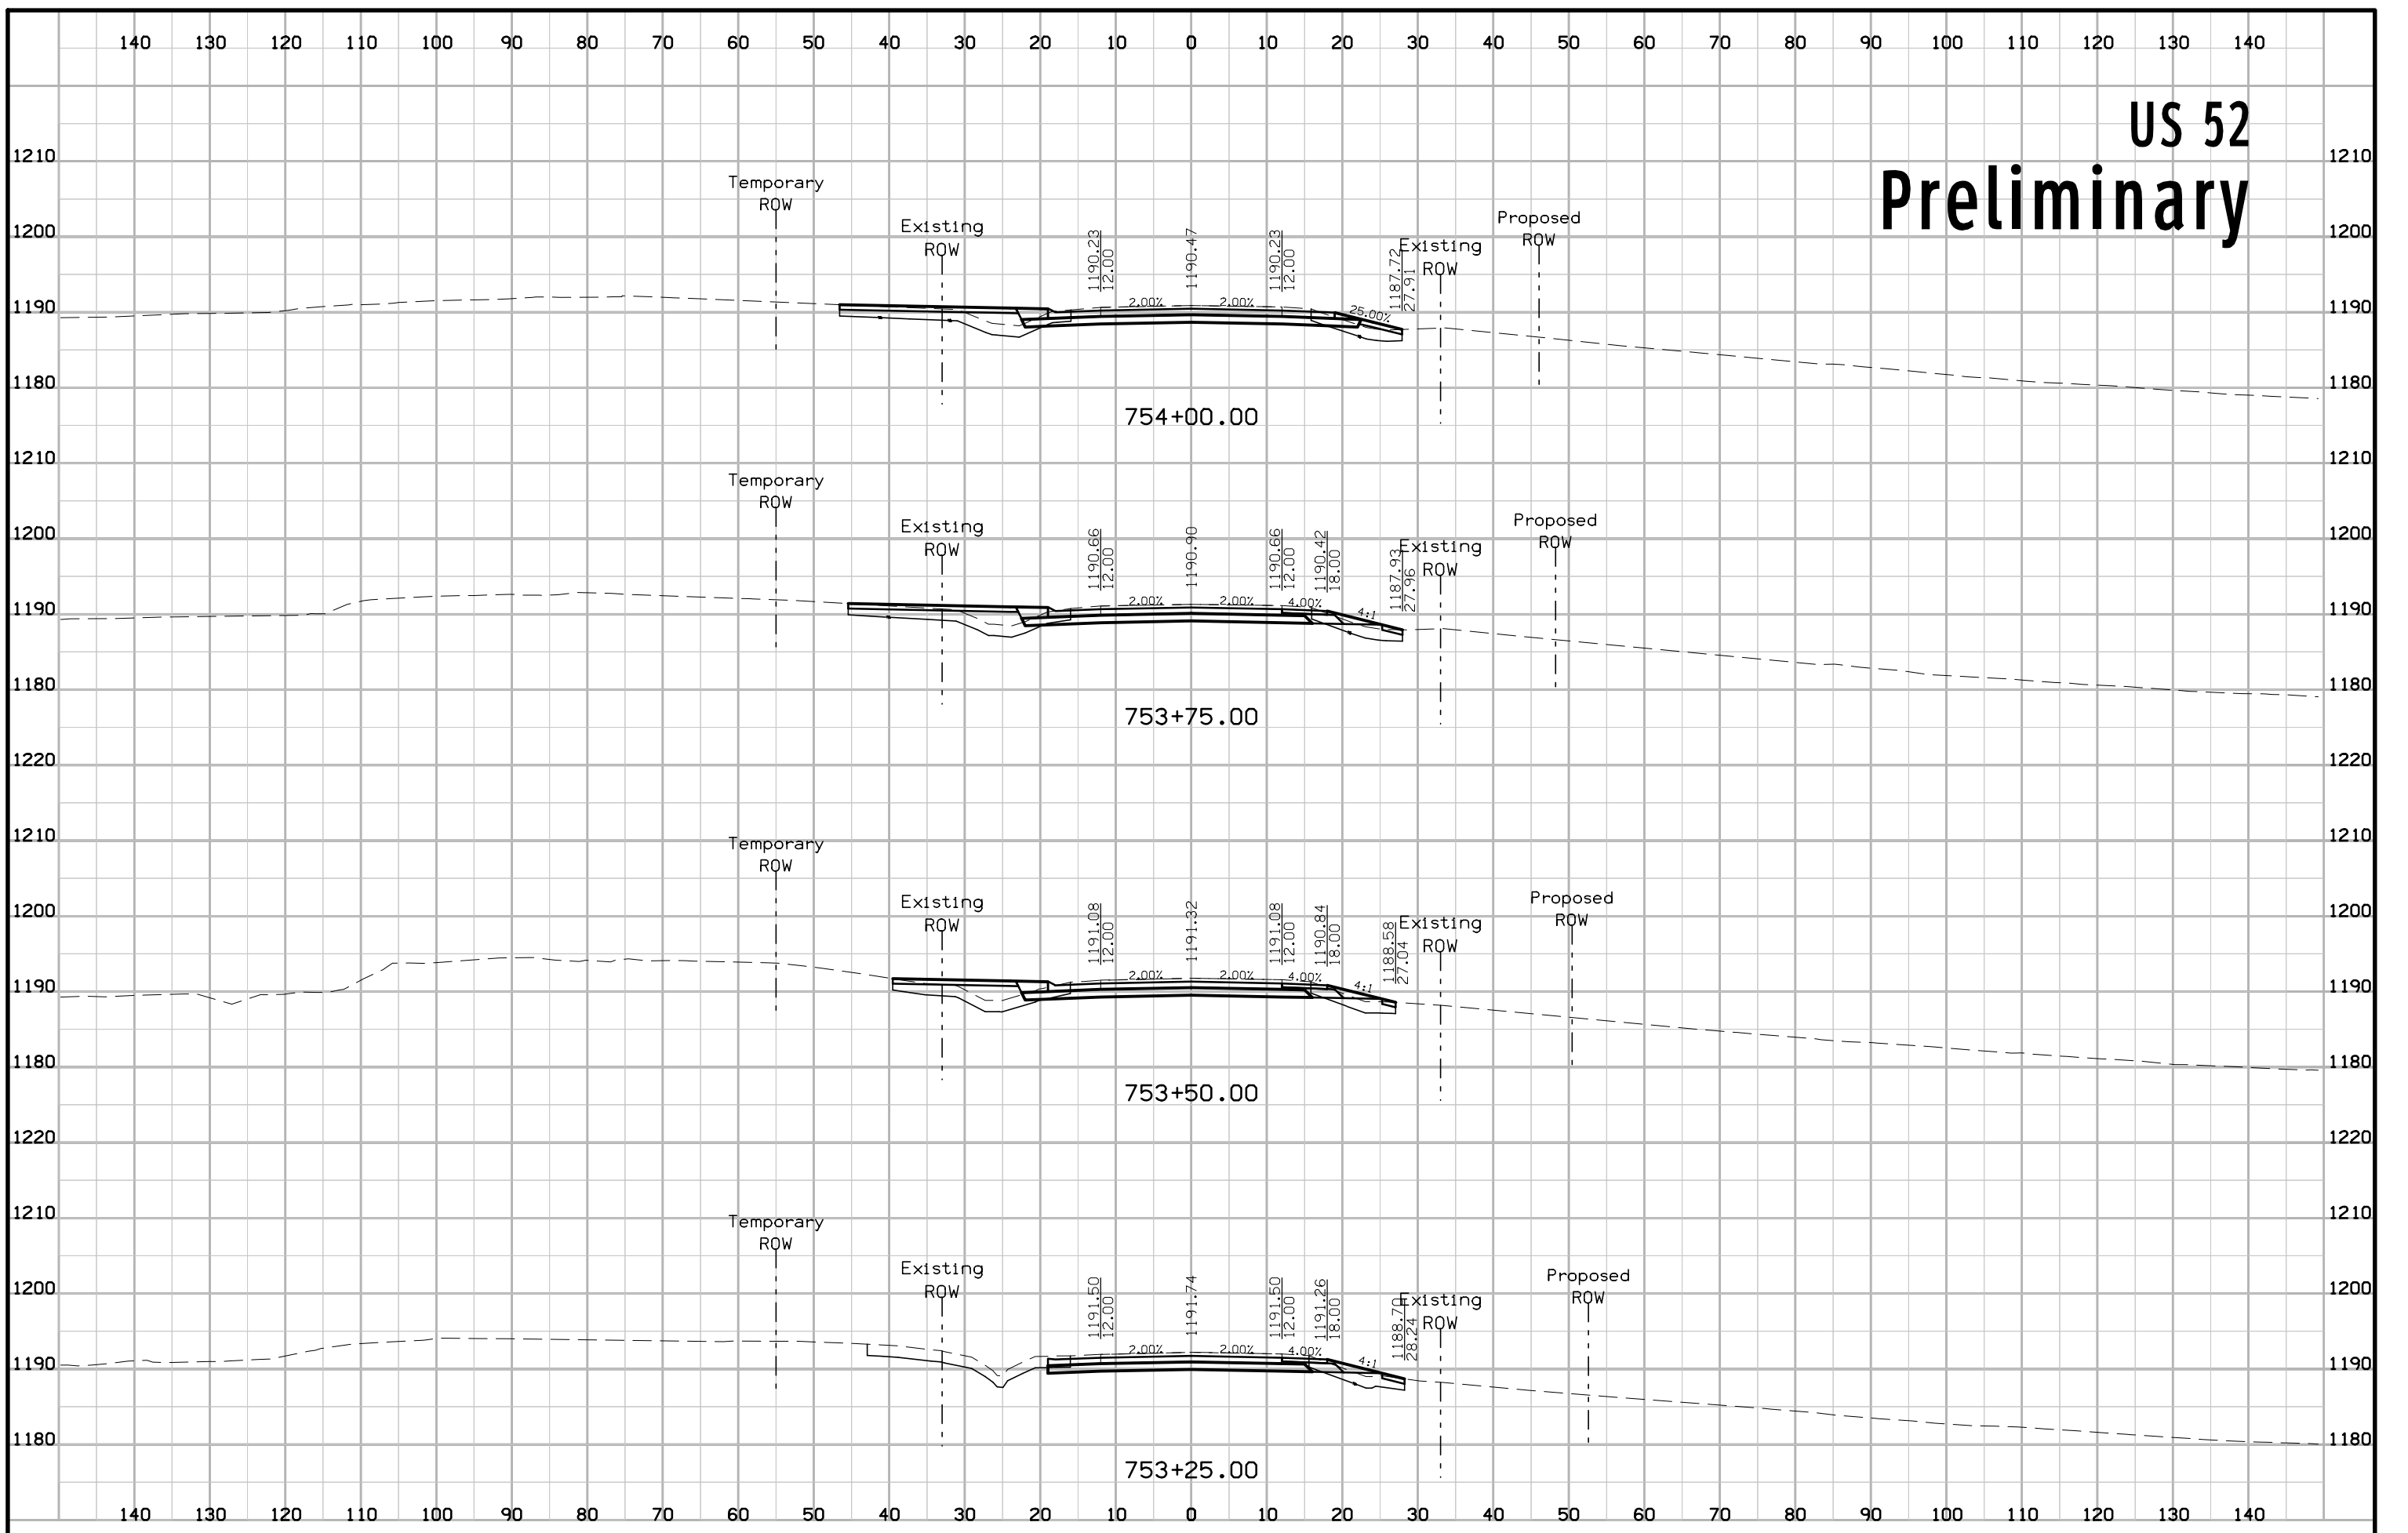 140 130 120 110 100 90 80 70 60 50 40 30 20 10 0 10 20 30 40 50 60 70 80 90 100 110 120 130 140
US 52
Preliminary
1210 1210
Temporary
ROW
Existing
ROW
1190.23
12.00
1190.47
1190.23
12.00
1187.72
27.91
Existing
ROW
Proposed
ROW
1200 1200
2.00% 2.00% 25.00%
1190 1190
1180 1180
754+00.00
1210 1210
Temporary
ROW
Existing
ROW
1190.66
12.00
1190.90
1190.66
12.00
1190.42
18.00
1187.93
27.96
Existing
ROW
Proposed
ROW
1200 1200
2.00% 2.00% 4.00% 4:1
1190 1190
1180 1180
753+75.00
1220 1220
1210 1210
Temporary
ROW
Existing
ROW
1191.08
12.00
1191.32
1191.08
12.00
1190.84
18.00
1188.58
27.04
Existing
ROW
Proposed
ROW
1200 1200
2.00% 2.00% 4.00% 4:1
1190 1190
1180 1180
753+50.00
1220 1220
1210 1210
Temporary
ROW
Existing
ROW
1191.50
12.00
1191.74
1191.50
12.00
1191.26
18.00
1188.70
28.24
Existing
ROW
Proposed
ROW
1200 1200
2.00% 2.00% 4.00% 4:1
1190 1190
1180 1180
753+25.00
140 130 120 110 100 90 80 70 60 50 40 30 20 10 0 10 20 30 40 50 60 70 80 90 100 110 120 130 140